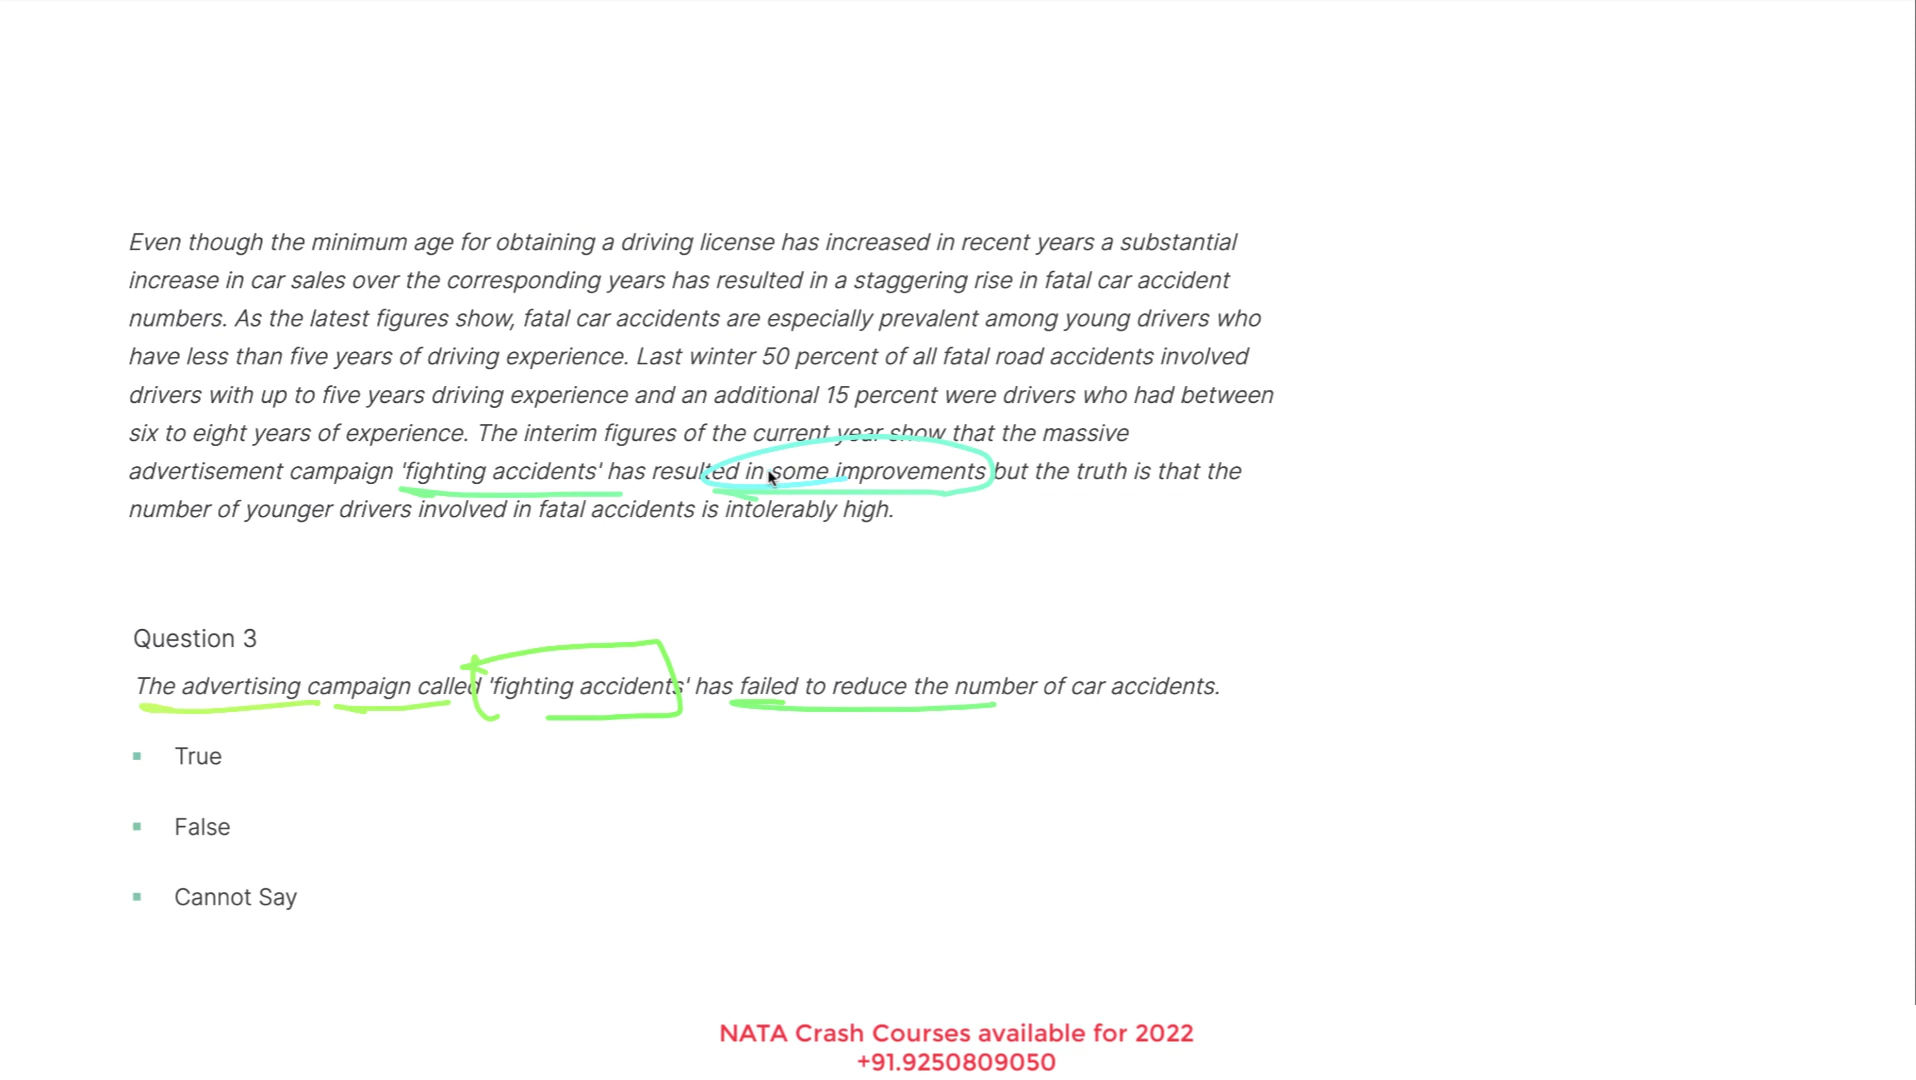 Even though the minimum age for obtaining a driving license has increased in recent years a substantial
increase in car sales over the corresponding years has resulted in a staggering rise in fatal car accident
numbers. As the latest figures show, fatal car accidents are especially prevalent among young drivers who
have less than five years of driving experience. Last winter 50 percent of all fatal road accidents involved
drivers with up to five years driving experience and an additional 15 percent were drivers who had between
six to eight years of experience. The interim figures of the current year show that the massive
advertisement campaign 'fighting accidents' has resulted in some improvements but the truth is that the
number of younger drivers involved in fatal accidents is intolerably high.
Question 3
The advertising campaign called 'fighting accidents' has failed to reduce the number of car accidents.
True
False
Cannot Say
NATA Crash Courses available for 2022
+91.9250809050